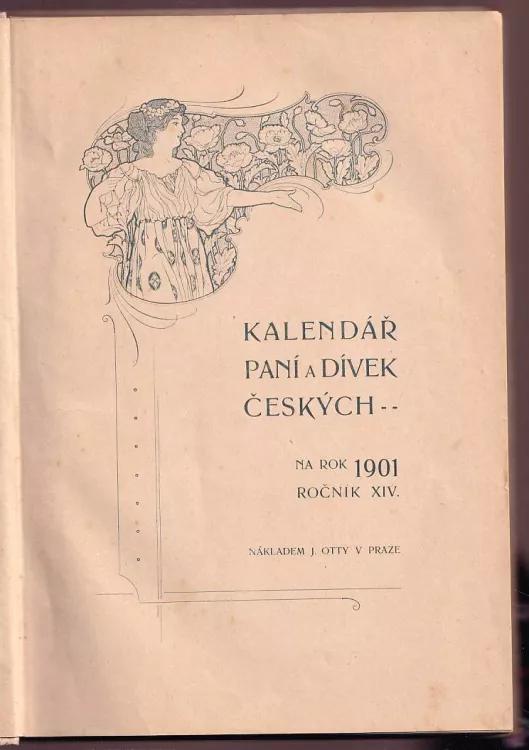 KALENDÁŘ
PANÍ A DÍVEK
ČESKÝCH--
NA ROK 1901
ROČNÍK XIV.
NÁKLADEM J. OTTY V PRAZE